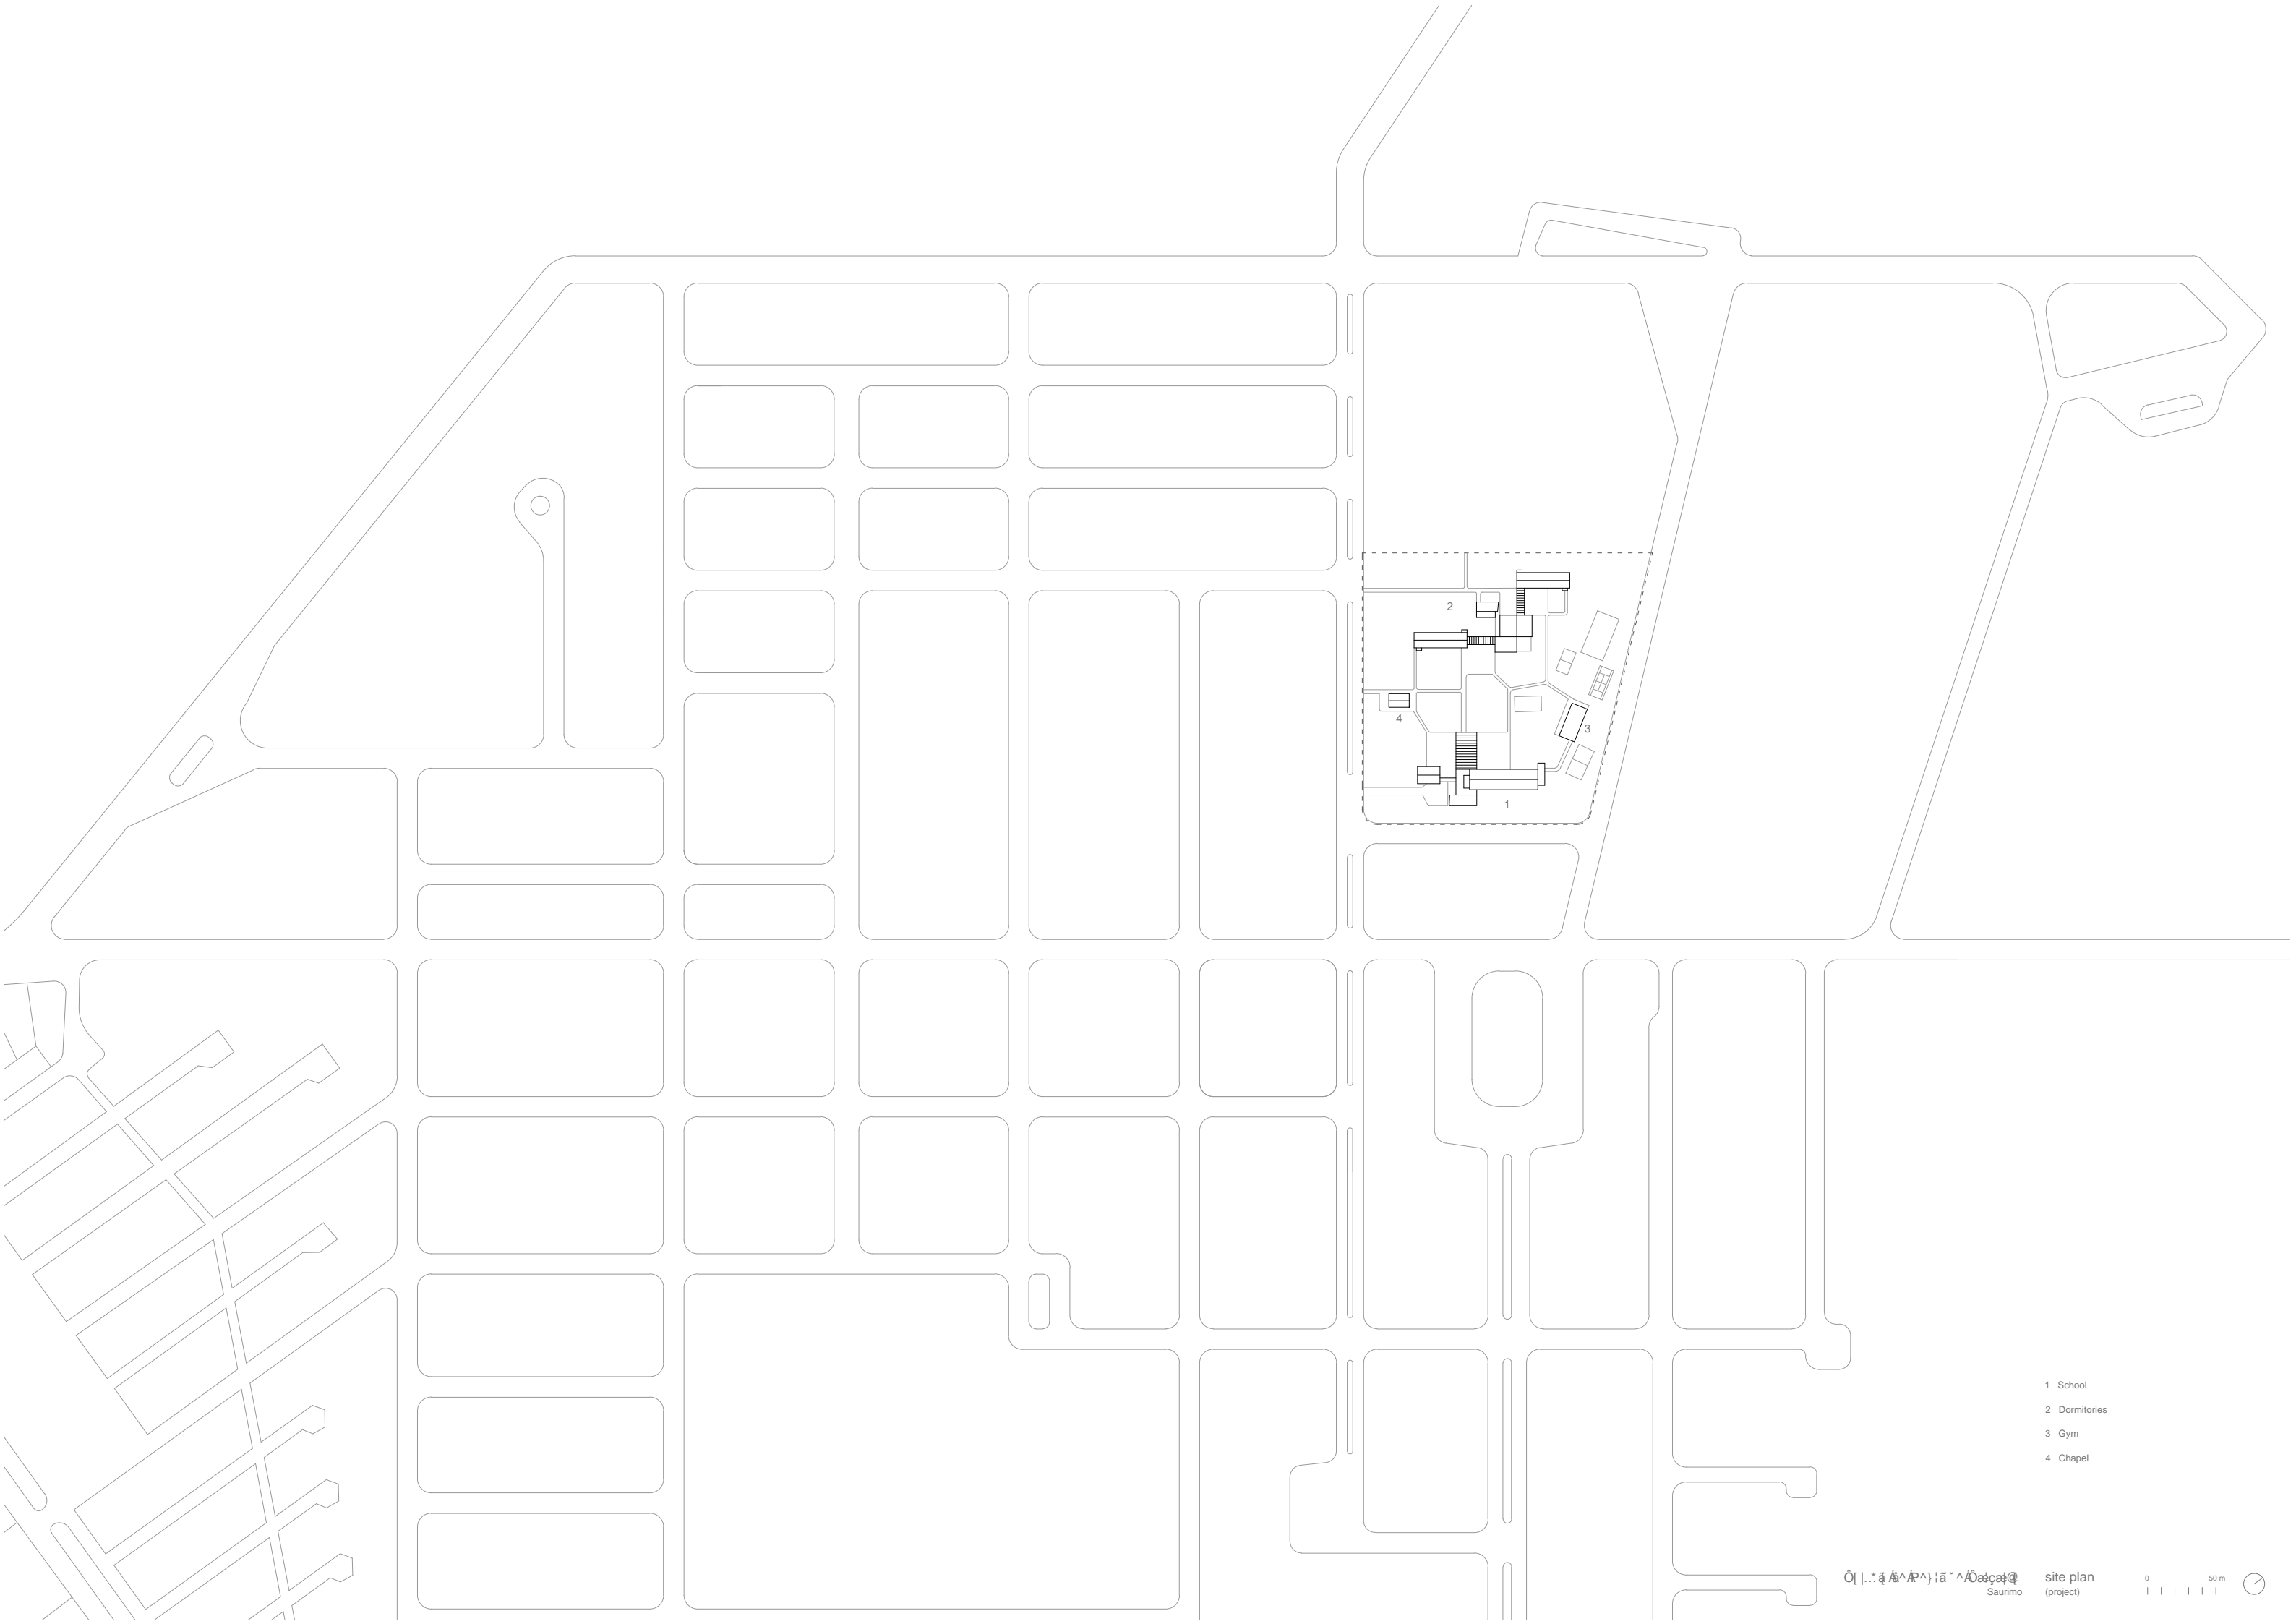 2
4
3
1
1 School
2 Dormitories
3 Gym
4 Chapel
site plan
Saurimo
(project)
0 50 m